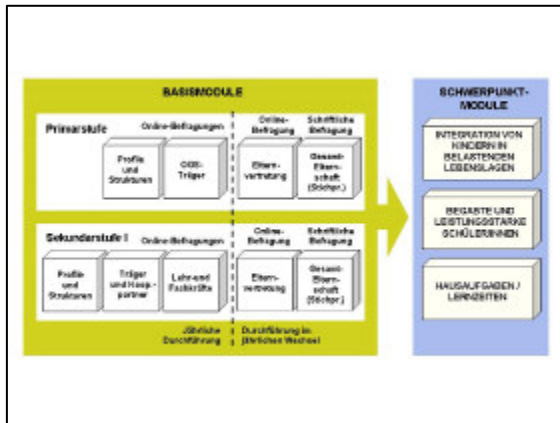 BASISMODULE
Primarstufe
Online-Befragungen
Online-
Befragung
Schriftliche
Befragung
Profile
und
Strukturen
OGS-
Träger
Eltern-
vertretung
Gesamt-
Eltern-
schaft
(Stichpr.)
Sekundarstufe I
Online-Befragungen
Online-
Befragung
Schriftliche
Befragung
Profile
und
Strukturen
Träger
und Koop.-
partner
Lehr- und
Fachkräfte
Eltern-
vertretung
Gesamt-
Eltern-
schaft
(Stichpr.)
Jährliche
Durchführung
Durchführung im
jährlichen Wechsel
SCHWERPUNKT-
MODULE
INTEGRATION VON
KINDERN IN
BELASTENDEN
LEBENSLAGEN
BEGABTE UND
LEISTUNGSSTARKE
SCHÜLER/INNEN
HAUSAUFGABEN /
LERNZEITEN